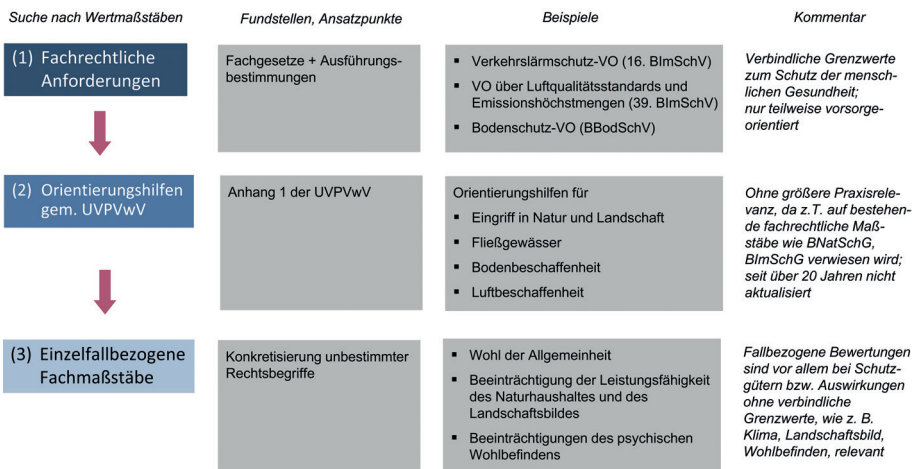 Suche nach Wertmaßstäben
Fundstellen, Ansatzpunkte
Beispiele
Kommentar
(1) Fachrechtliche
Anforderungen
Fachgesetze + Ausführungs-
bestimmungen
▪ Verkehrslärmschutz-VO (16. BImSchV)
▪ VO über Luftqualitätsstandards und
Emissionshöchstmengen (39. BImSchV)
▪ Bodenschutz-VO (BBodSchV)
Verbindliche Grenzwerte
zum Schutz der mensch-
lichen Gesundheit;
nur teilweise vorsorge-
orientiert
(2) Orientierungshilfen
gem. UVPVwV
Anhang 1 der UVPVwV
Orientierungshilfen für
▪ Eingriff in Natur und Landschaft
▪ Fließgewässer
▪ Bodenbeschaffenheit
▪ Luftbeschaffenheit
Ohne größere Praxisrele-
vanz, da z.T. auf bestehen-
de fachrechtliche Maß-
stäbe wie BNatSchG,
BImSchG verwiesen wird;
seit über 20 Jahren nicht
aktualisiert
(3) Einzelfallbezogene
Fachmaßstäbe
Konkretisierung unbestimmter
Rechtsbegriffe
▪ Wohl der Allgemeinheit
▪ Beeinträchtigung der Leistungsfähigkeit
des Naturhaushaltes und des
Landschaftsbildes
▪ Beeinträchtigungen des psychischen
Wohlbefindens
Fallbezogene Bewertungen
sind vor allem bei Schutz-
gütern bzw. Auswirkungen
ohne verbindliche
Grenzwerte, wie z. B.
Klima, Landschaftsbild,
Wohlbefinden, relevant